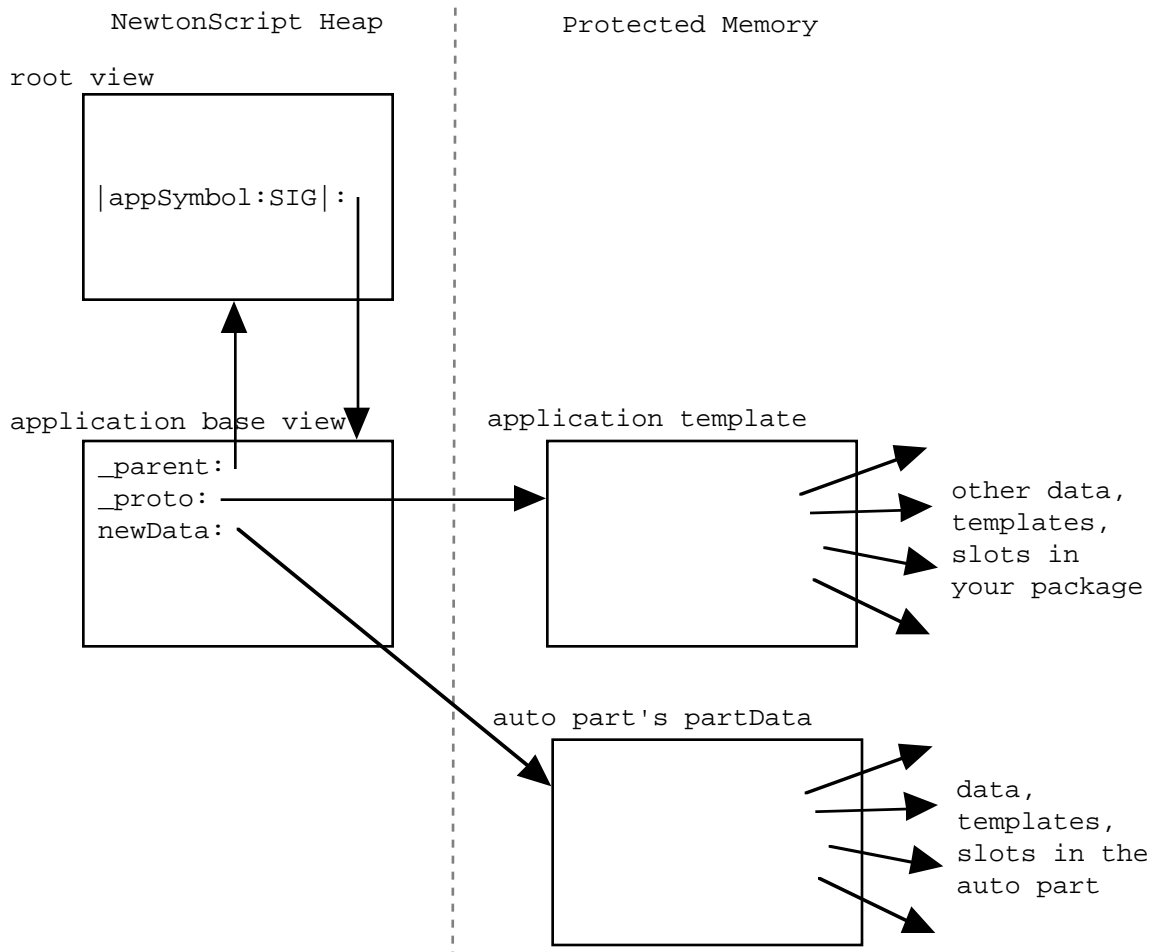 NewtonScript Heap
Protected Memory
root view
|appSymbol:SIG|:
application base view
_parent:
_proto:
newData:
application template
other data,
templates,
slots in
your package
auto part's partData
data,
templates,
slots in the
auto part